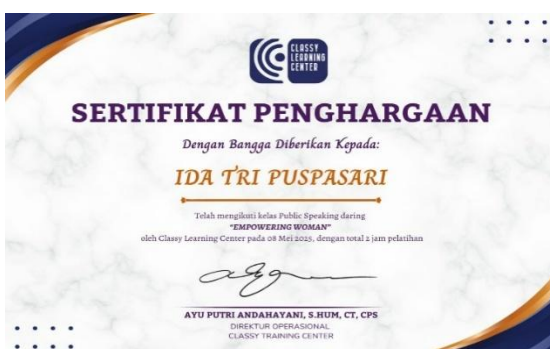 CLASSY
LEARNING
CENTER
SERTIFIKAT PENGHARGAAN
Dengan Bangga Diberikan Kepada:
IDA TRI PUSPASARI
Telah mengikuti kelas Public Speaking daring
"EMPOWERING WOMAN"
oleh Classy Learning Center pada 08 Mei 2025, dengan total 2 jam pelatihan
AYU PUTRI ANDAHAYANI, S.HUM, CT, CPS
DIREKTUR OPERASIONAL
CLASSY TRAINING CENTER